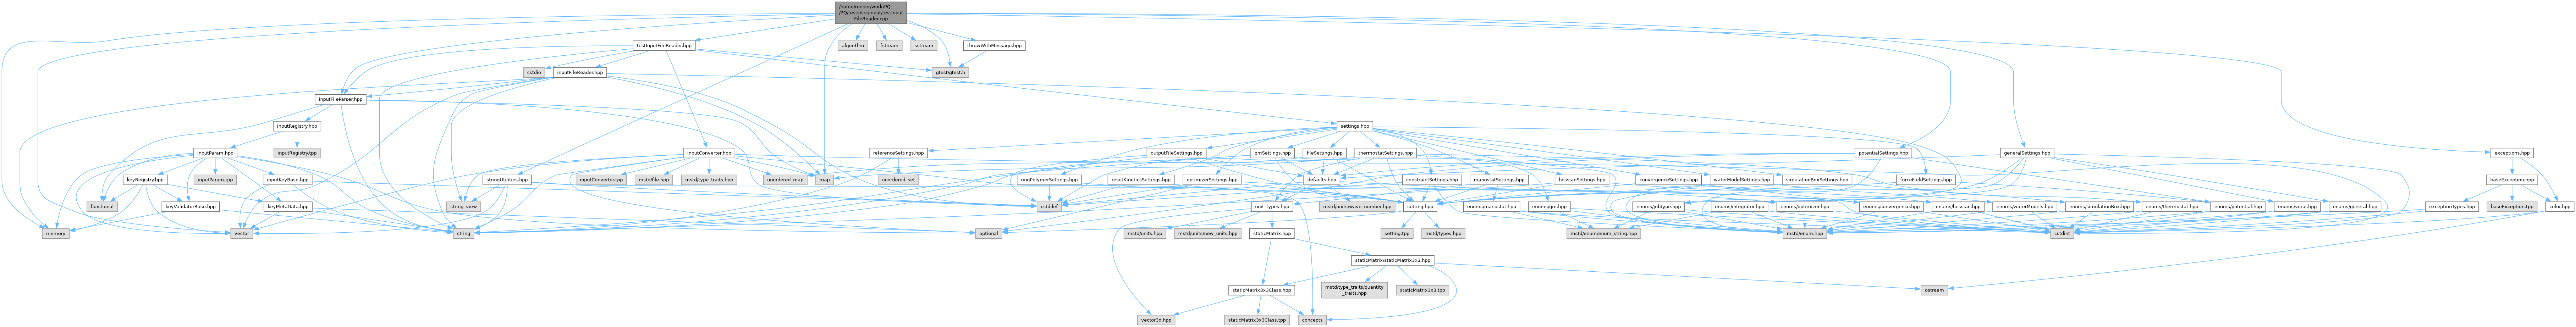 /home/runner/work/PQ
/PQ/tests/src/input/testInput
FileReader.cpp
testInputFileReader.hpp
algorithm
fstream
sstream
throwWithMessage.hpp
cstdio
inputFileReader.hpp
gtest/gtest.h
inputFileParser.hpp
inputRegistry.hpp
settings.hpp
inputParam.hpp
inputRegistry.tpp
inputConverter.hpp
referenceSettings.hpp
outputFileSettings.hpp
qmSettings.hpp
fileSettings.hpp
thermostatSettings.hpp
potentialSettings.hpp
generalSettings.hpp
exceptions.hpp
keyRegistry.hpp
inputParam.tpp
inputKeyBase.hpp
stringUtilities.hpp
inputConverter.tpp
mstd/file.hpp
mstd/type_traits.hpp
unordered_map
map
unordered_set
ringPolymerSettings.hpp
resetKineticsSettings.hpp
optimizerSettings.hpp
defaults.hpp
constraintSettings.hpp
manostatSettings.hpp
hessianSettings.hpp
convergenceSettings.hpp
waterModelSettings.hpp
simulationBoxSettings.hpp
forceFieldSettings.hpp
baseException.hpp
functional
keyValidatorBase.hpp
keyMetaData.hpp
string_view
cstddef
unit_types.hpp
mstd/units/wave_number.hpp
setting.hpp
enums/manostat.hpp
enums/qm.hpp
enums/jobtype.hpp
enums/integrator.hpp
enums/optimizer.hpp
enums/convergence.hpp
enums/hessian.hpp
enums/waterModels.hpp
enums/simulationBox.hpp
enums/thermostat.hpp
enums/potential.hpp
enums/virial.hpp
enums/general.hpp
exceptionTypes.hpp
baseException.tpp
color.hpp
memory
vector
string
optional
mstd/units.hpp
mstd/units/new_units.hpp
staticMatrix.hpp
setting.tpp
mstd/types.hpp
mstd/enum/enum_string.hpp
mstd/enum.hpp
cstdint
staticMatrix/staticMatrix3x3.hpp
staticMatrix3x3Class.hpp
mstd/type_traits/quantity
_traits.hpp
staticMatrix3x3.tpp
ostream
vector3d.hpp
staticMatrix3x3Class.tpp
concepts